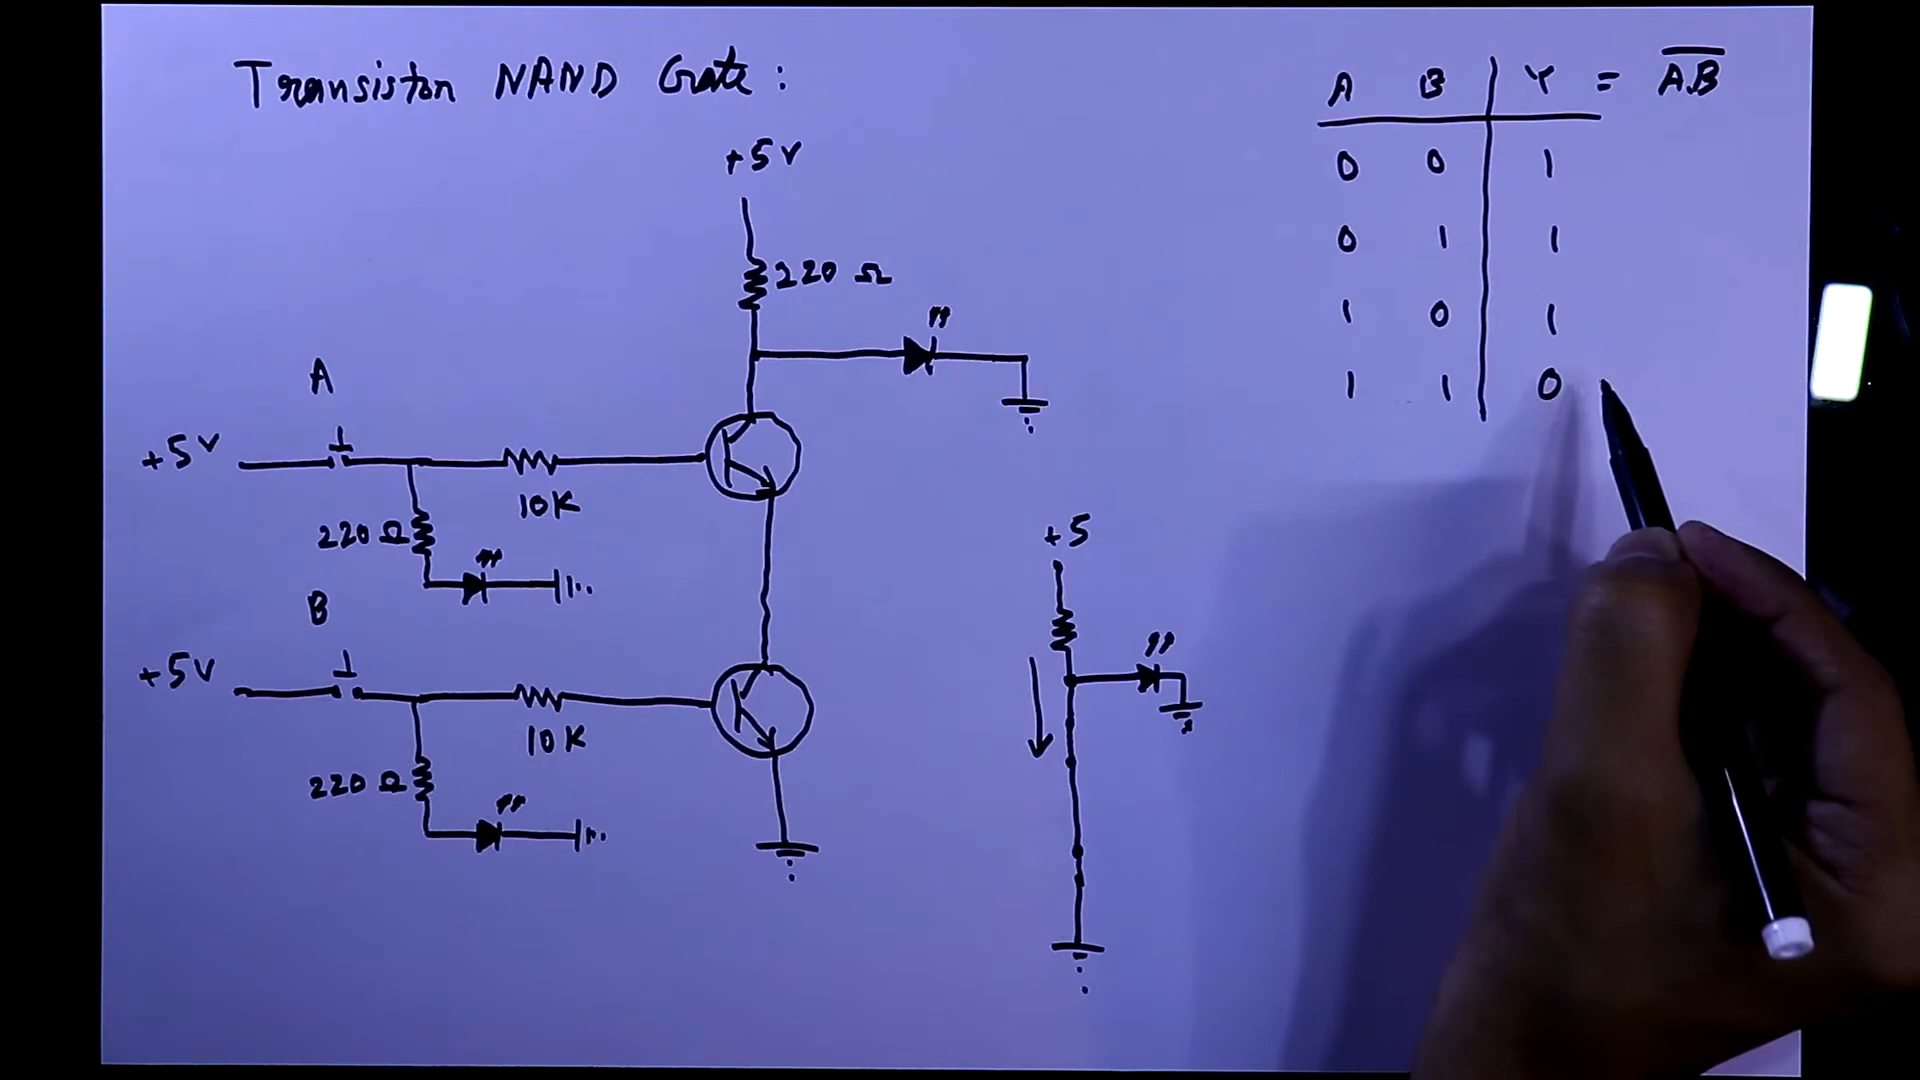 Transistor NAND Gate :
+5V
220 Ω
A
+5V
10K
220 Ω
B
+5V
10K
220 Ω
+5
A B Y = A.B
0 0 1
0 1 1
1 0 1
1 1 0